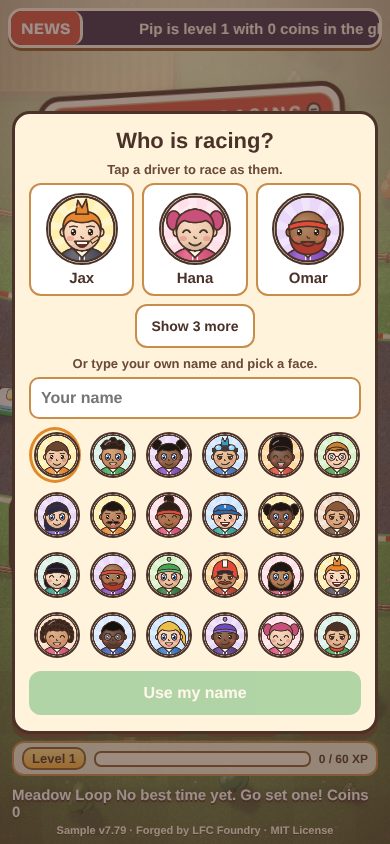 NEWS
Pip is level 1 with 0 coins in the
Who is racing?
Tap a driver to race as them.
Jax
Hana
Omar
Show 3 more
Or type your own name and pick a face.
Your name
Use my name
Level 1
0 / 60 XP
Meadow Loop No best time yet. Go set one! Coins
0
Sample v7.79 · Forged by LFC Foundry · MIT License